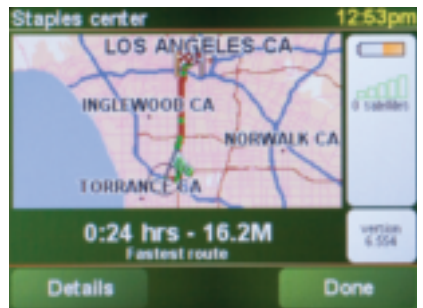 Staples center 12:53pm
LOS ANGELES CA
0 satellites
INGLEWOOD CA
NORWALK CA
TORRANCE CA
0:24 hrs - 16.2M
Fastest route
version
6.554
Details Done